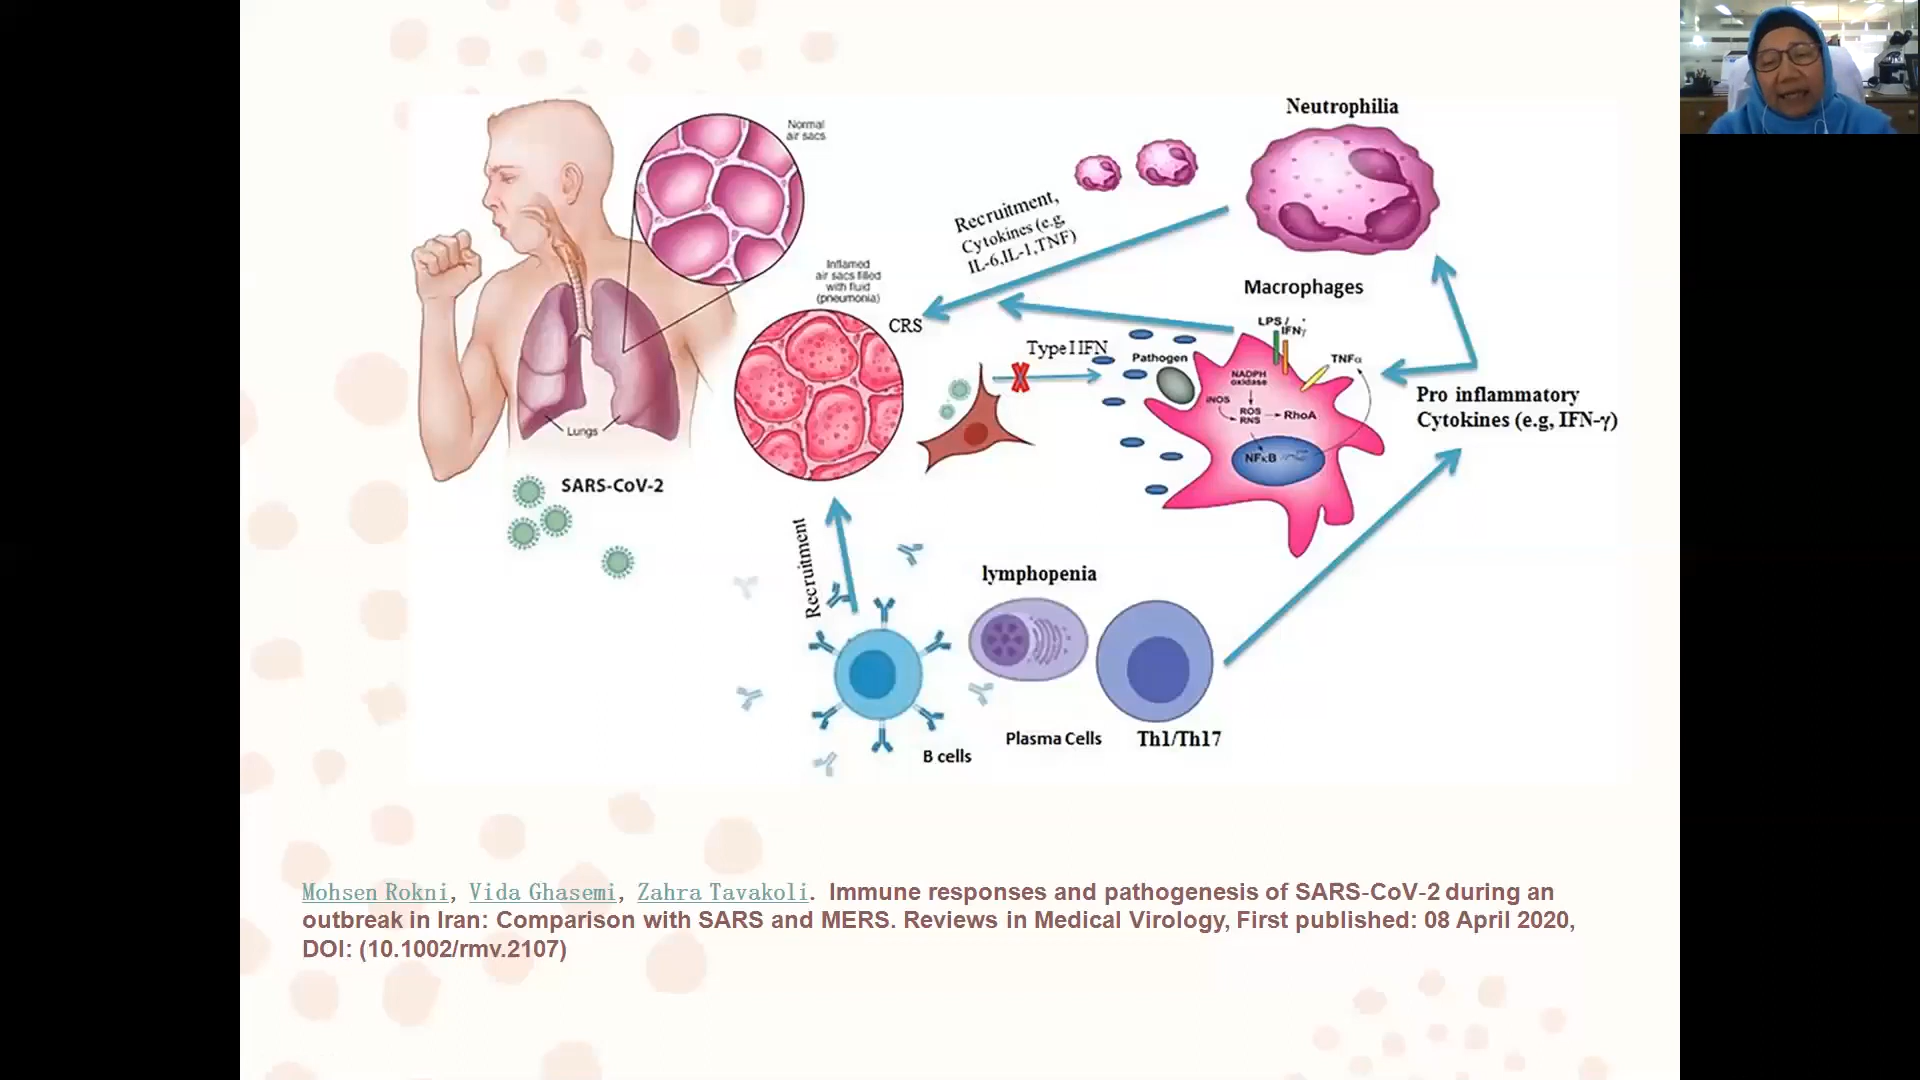 Normal
air sacs
Inflamed
air sacs filled
with fluid
(pneumonia)
CRS
Lungs
SARS-CoV-2
Neutrophilia
Recruitment,
Cytokines (e.g.
IL-6,IL-1,TNF)
Macrophages
LPS /
IFNγ
Type I IFN
Pathogen
TNFα
NADPH
oxidase
iNOS
ROS
RNS
RhoA
NFκB
Pro inflammatory
Cytokines (e.g, IFN-γ)
Recruitment
lymphopenia
B cells
Plasma Cells
Th1/Th17
Mohsen Rokni, Vida Ghasemi, Zahra Tavakoli. Immune responses and pathogenesis of SARS-CoV-2 during an
outbreak in Iran: Comparison with SARS and MERS. Reviews in Medical Virology, First published: 08 April 2020,
DOI: (10.1002/rmv.2107)